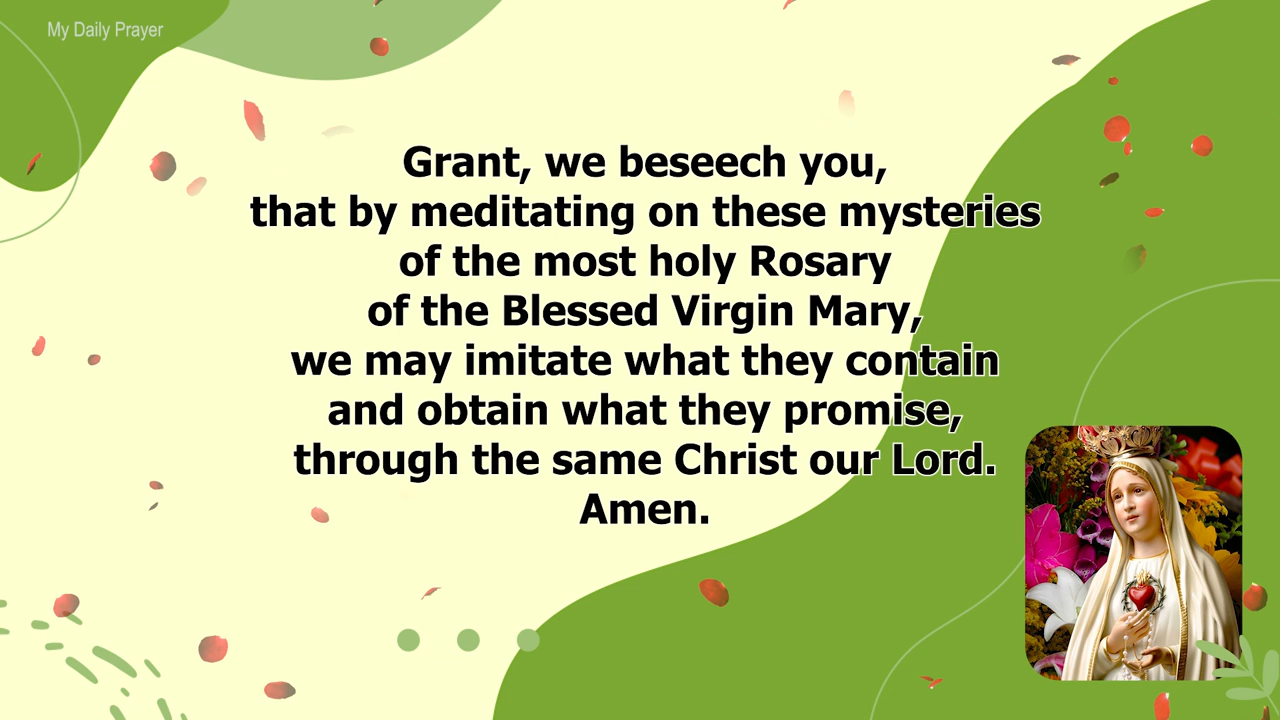 My Daily Prayer
Grant, we beseech you,
that by meditating on these mysteries
of the most holy Rosary
of the Blessed Virgin Mary,
we may imitate what they contain
and obtain what they promise,
through the same Christ our Lord.
Amen.